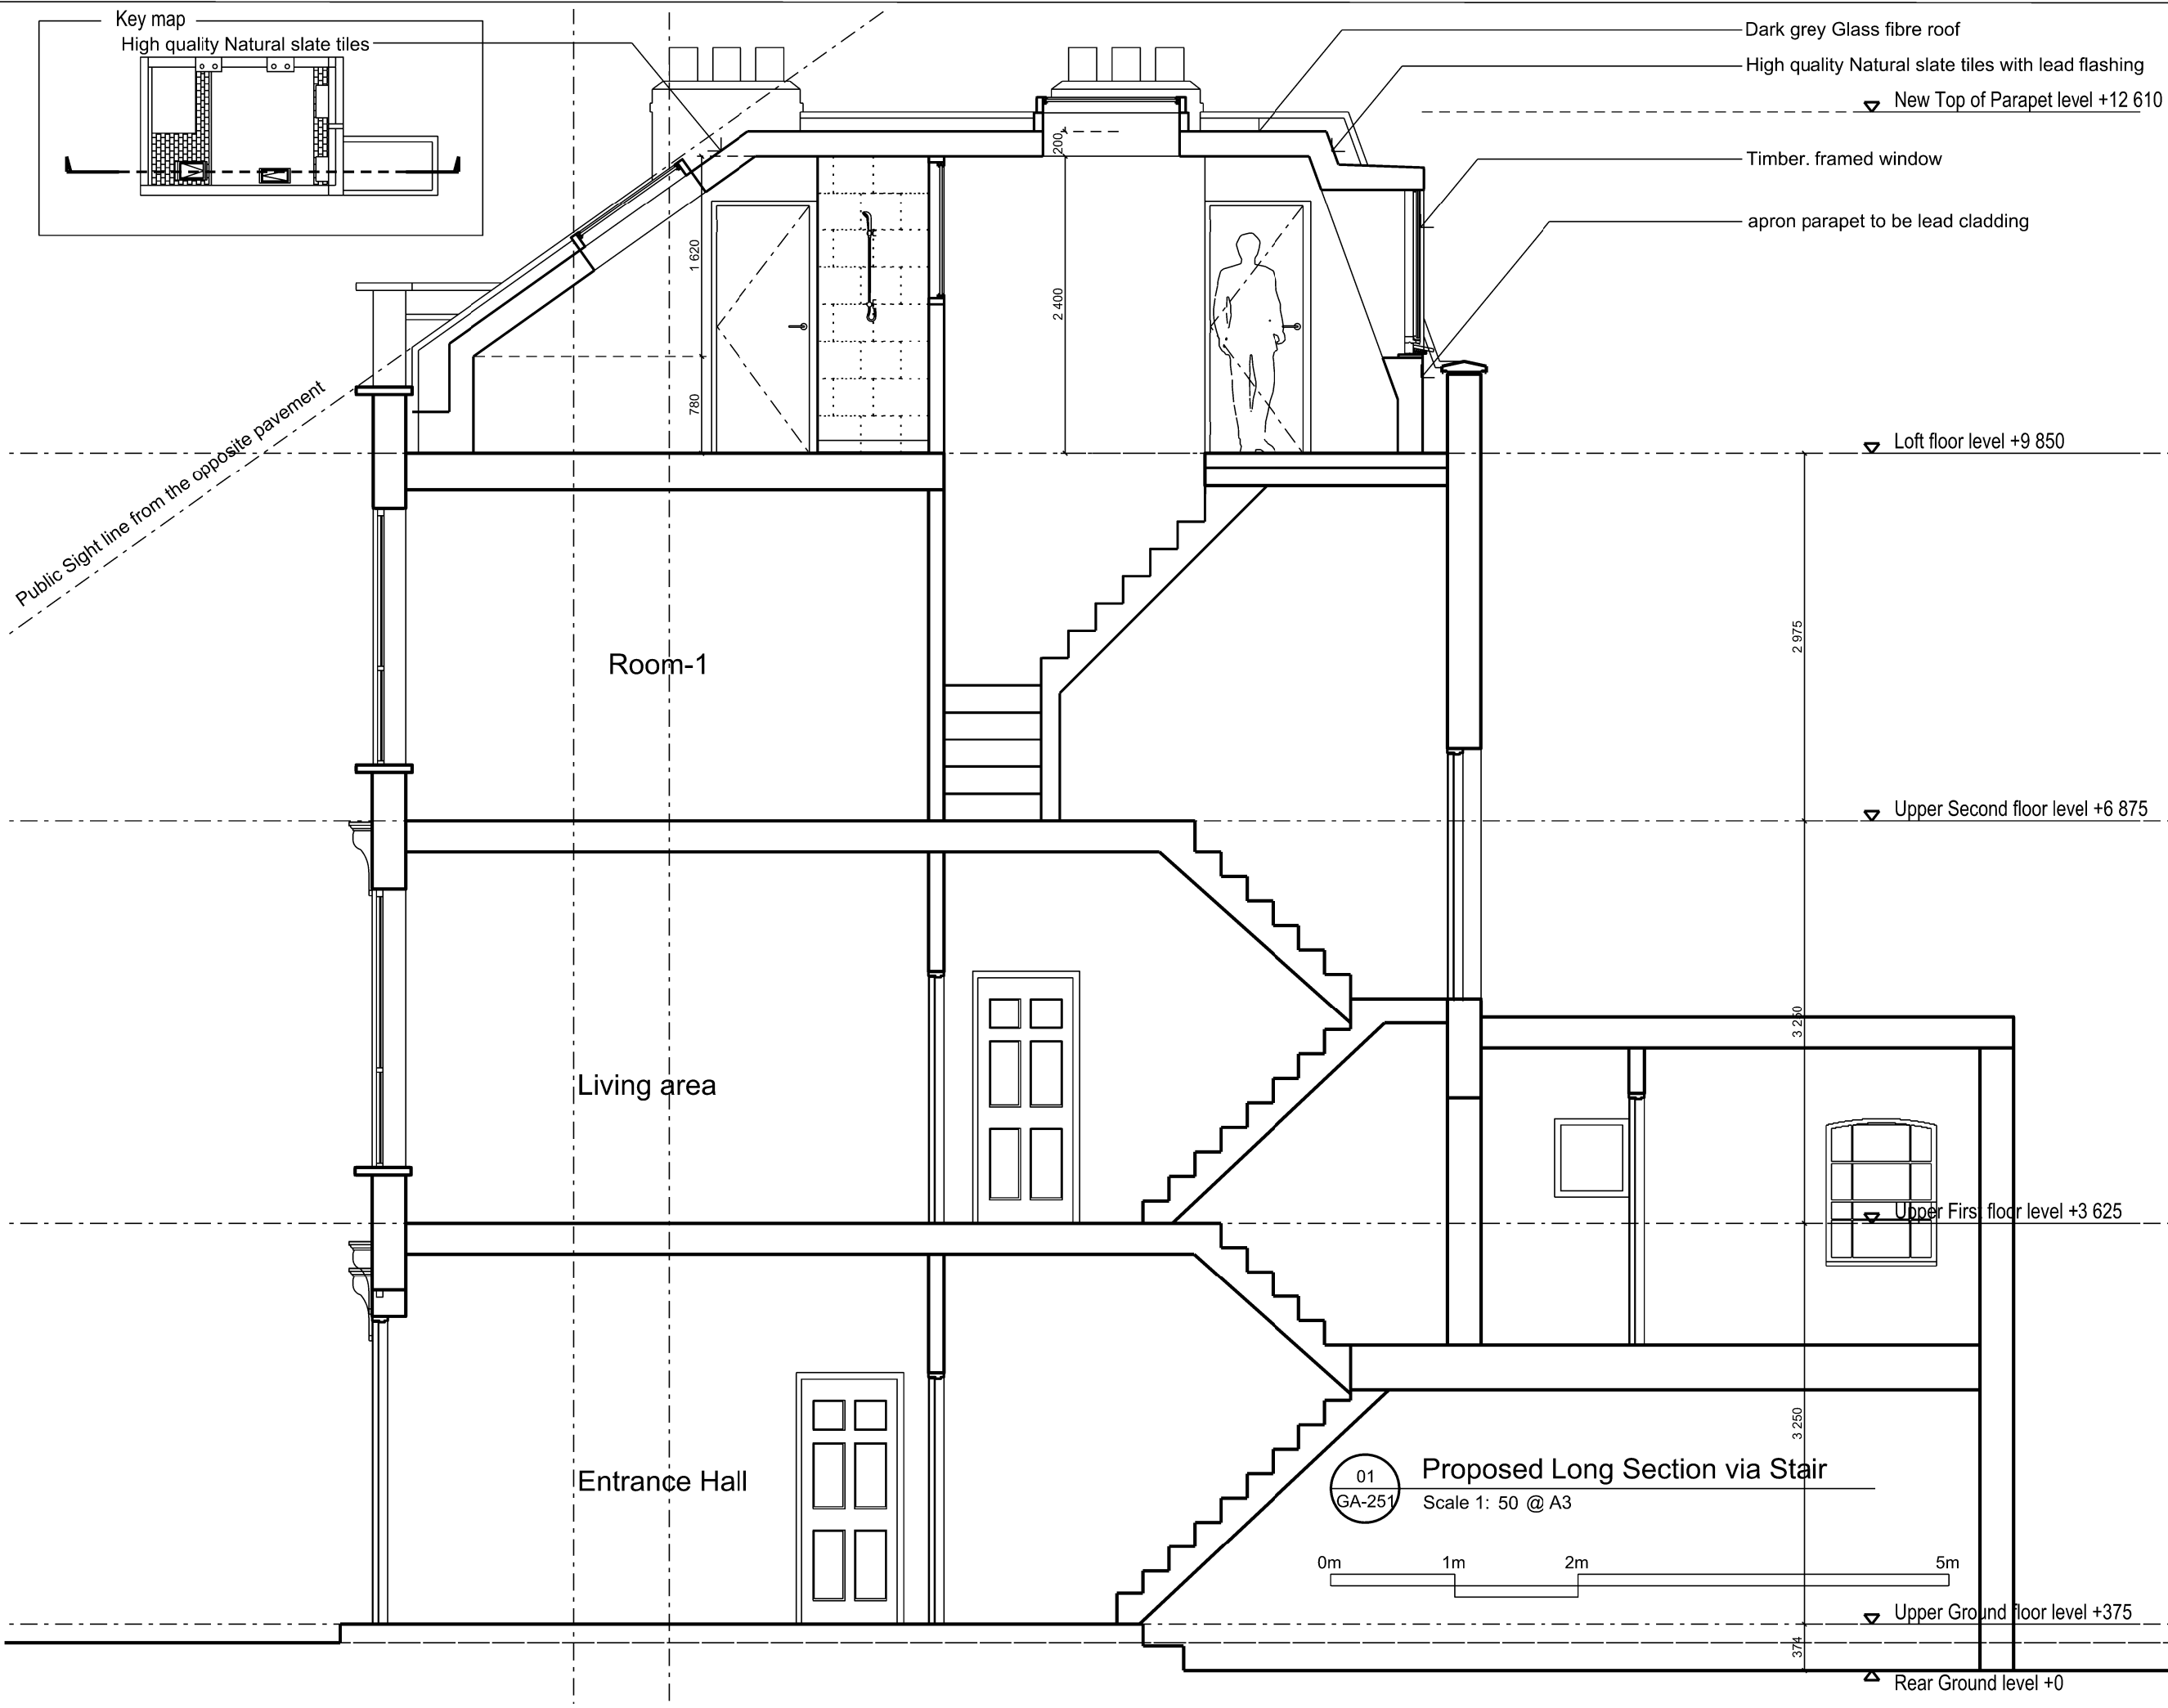 Key map
High quality Natural slate tiles
Dark grey Glass fibre roof
High quality Natural slate tiles with lead flashing
New Top of Parapet level +12 610
200
Timber. framed window
apron parapet to be lead cladding
1 620
2 400
780
Public Sight line from the opposite pavement
Loft floor level +9 850
2 975
Room-1
Upper Second floor level +6 875
3 250
Living area
Upper First floor level +3 625
3 250
Entrance Hall
01
GA-251
Proposed Long Section via Stair
Scale 1: 50 @ A3
0m 1m 2m 5m
Upper Ground floor level +375
374
Rear Ground level +0